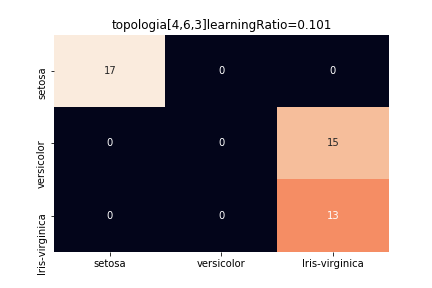 topologia[4,6,3]learningRatio=0.101
setosa
17
0
0
versicolor
0
0
15
Iris-virginica
0
0
13
setosa
versicolor
Iris-virginica